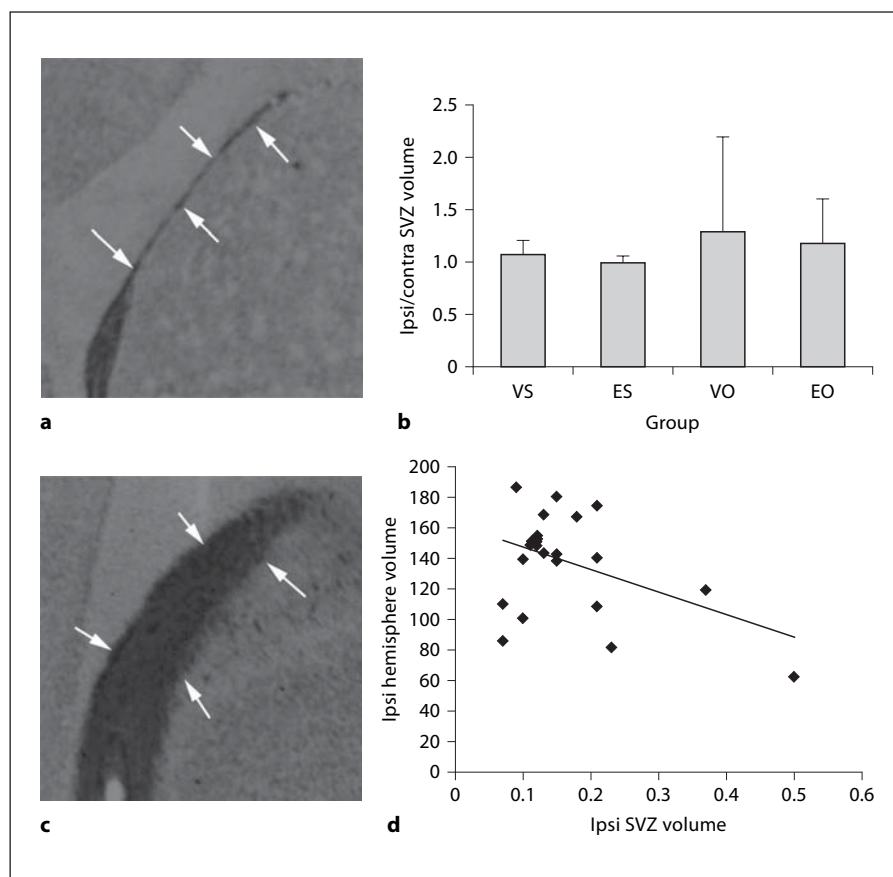 a
2.5
2.0
1.5
1.0
0.5
0
Ipsi/contra SVZ volume
VS ES VO EO
Group
b
c
200
180
160
140
120
100
80
60
40
20
0
Ipsi hemisphere volume
0 0.1 0.2 0.3 0.4 0.5 0.6
Ipsi SVZ volume
d